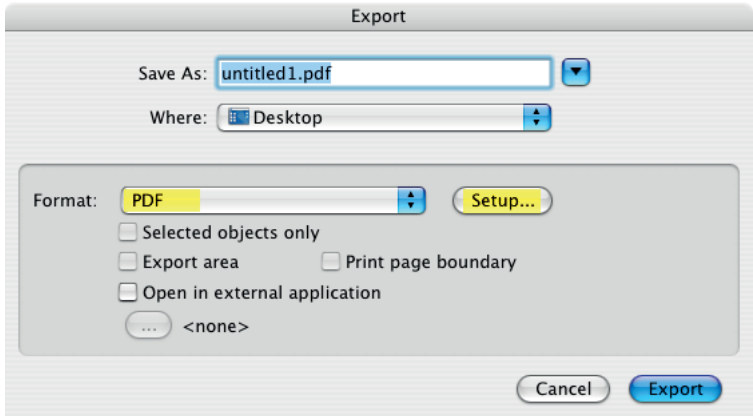 Export
Save As: untitled1.pdf
Where: Desktop
Format: PDF Setup...
Selected objects only
Export area Print page boundary
Open in external application
... <none>
Cancel Export